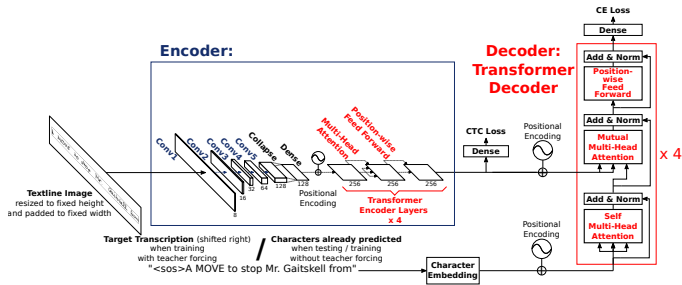 CE Loss
Dense
Encoder:
Decoder:
Transformer
Decoder
Add & Norm
Position-
wise
Feed
Forward
Add & Norm
Mutual
Multi-Head
Attention
x 4
Add & Norm
Self
Multi-Head
Attention
CTC Loss
Dense
Positional
Encoding
Positional
Encoding
Conv1
Conv2
Conv3
Conv4
Conv5
Collapse
Dense
Multi-Head
Attention
Position-wise
Feed Forward
8
16
32
64
128
128
256
256
256
Positional
Encoding
Transformer
Encoder Layers
x 4
Textline Image
resized to fixed height
and padded to fixed width
Target Transcription (shifted right)
when training
with teacher forcing
/
Characters already predicted
when testing / training
without teacher forcing
"<sos>A MOVE to stop Mr. Gaitskell from"
Character
Embedding